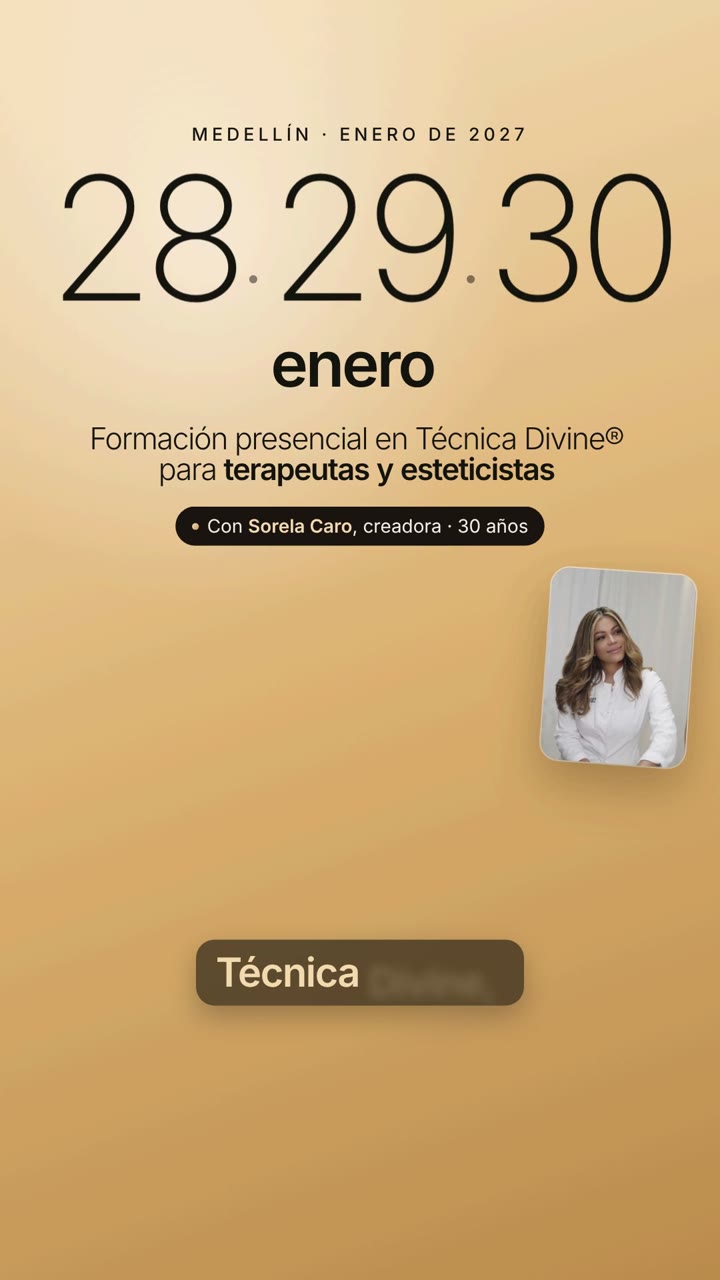 MEDELLÍN · ENERO DE 2027
28.29.30
enero
Formación presencial en Técnica Divine®
para terapeutas y esteticistas
Con Sorela Caro, creadora · 30 años
Técnica